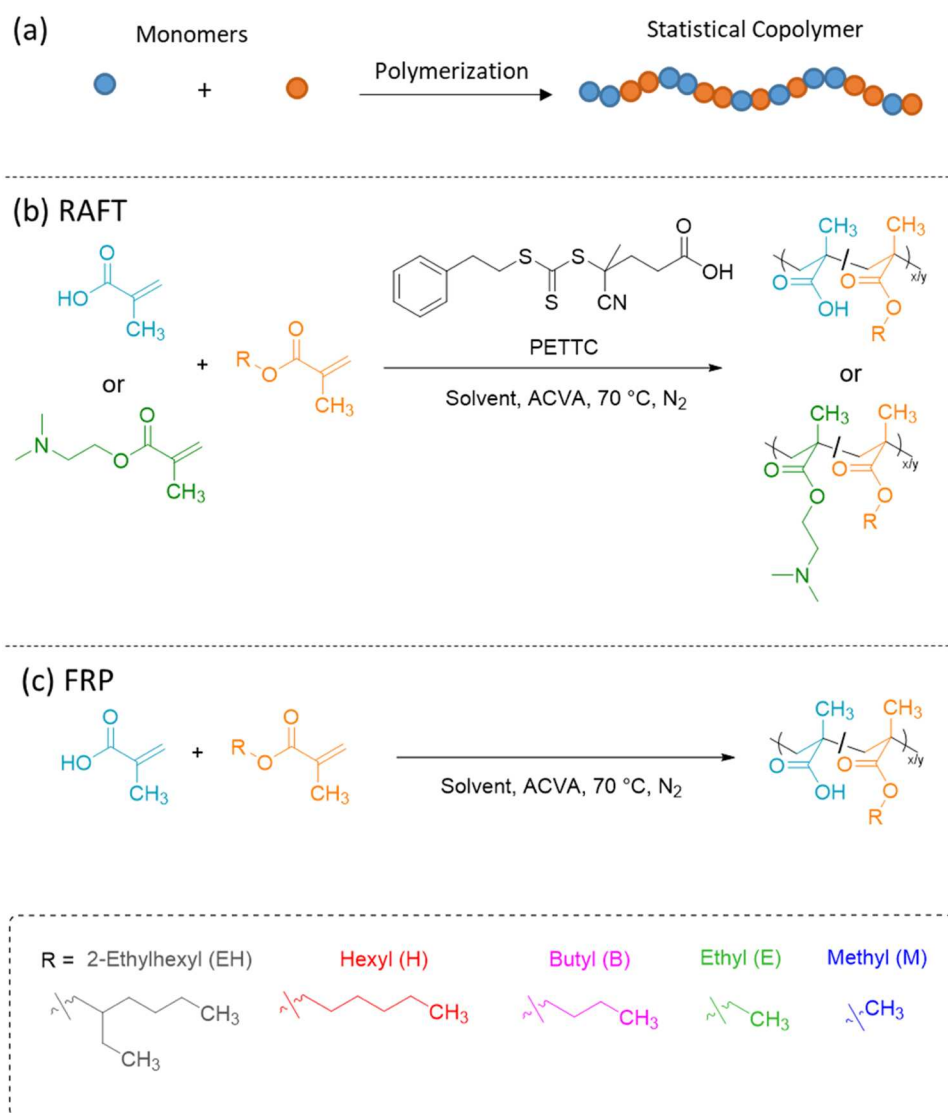 (a)
Monomers
Statistical Copolymer
+
Polymerization
(b) RAFT
O
HO
CH₃
or
N
O
O
CH₃
+
R
O
O
CH₃
S
S
S
CN
O
OH
PETTC
Solvent, ACVA, 70 °C, N₂
CH₃
CH₃
x/y
O
OH
O
O
R
or
CH₃
CH₃
x/y
O
O
N
O
O
R
(c) FRP
O
HO
CH₃
+
R
O
O
CH₃
Solvent, ACVA, 70 °C, N₂
CH₃
CH₃
x/y
O
OH
O
O
R
R = 2-Ethylhexyl (EH)
Hexyl (H)
Butyl (B)
Ethyl (E)
Methyl (M)
CH₃
CH₃
CH₃
CH₃
CH₃
CH₃